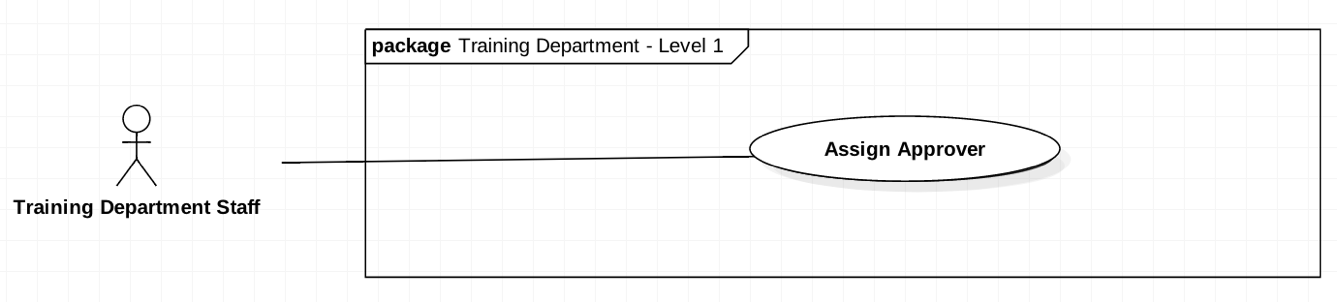 package Training Department - Level 1
Assign Approver
Training Department Staff